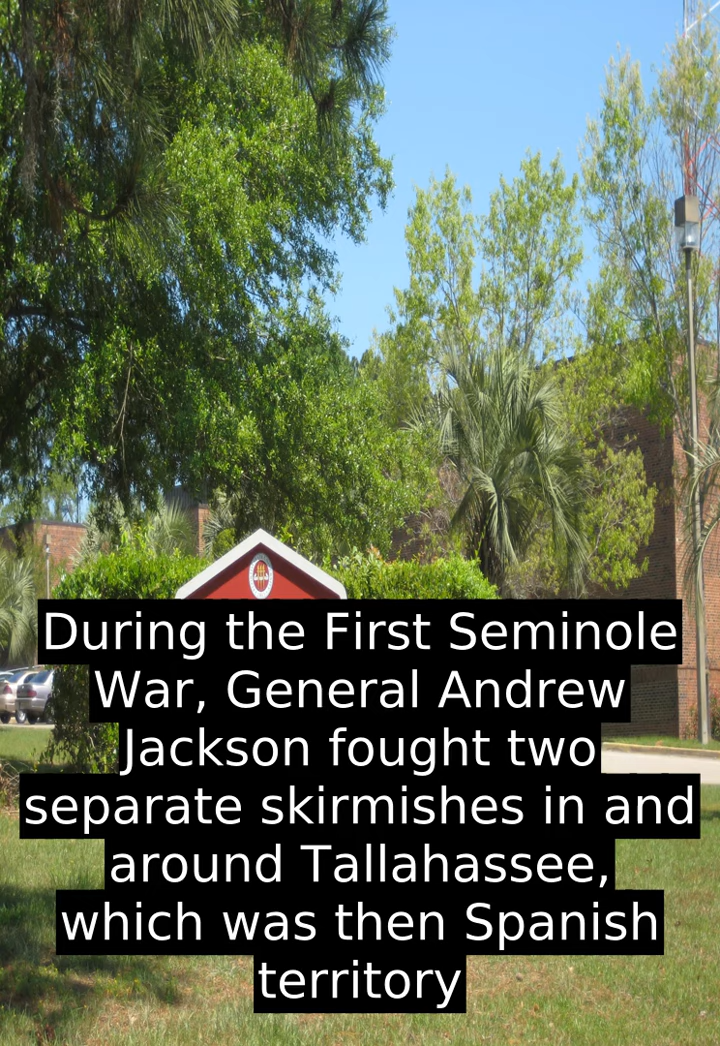 During the First Seminole
War, General Andrew
Jackson fought two
separate skirmishes in and
around Tallahassee,
which was then Spanish
territory